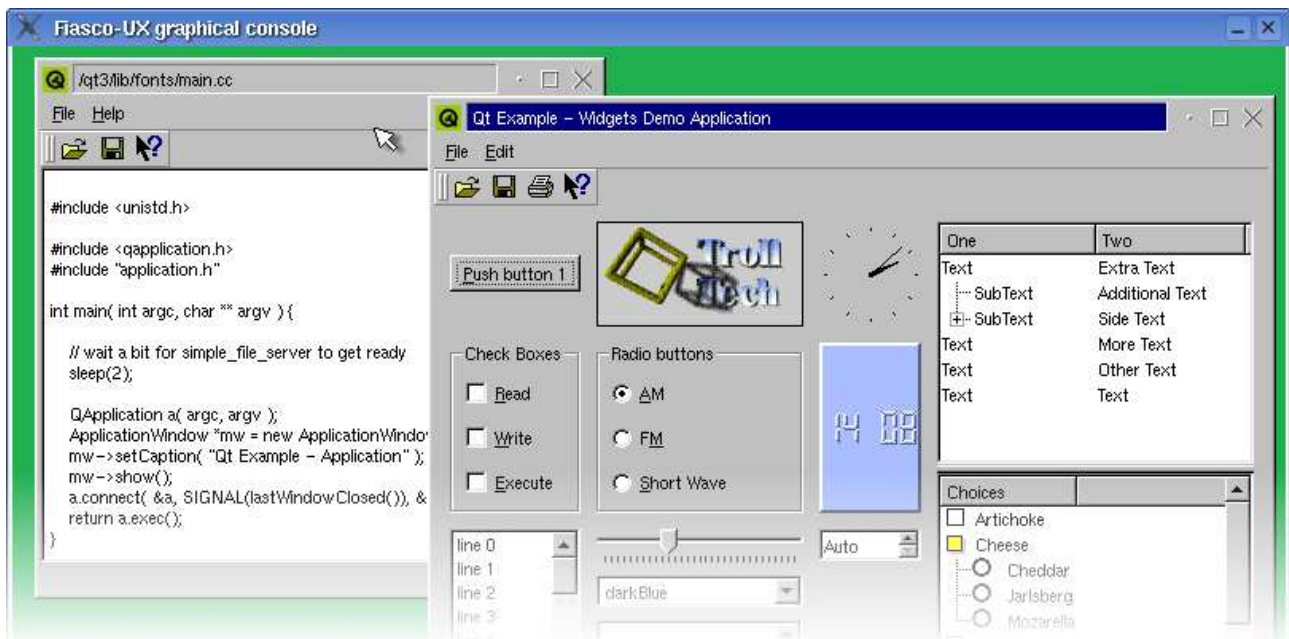 Fiasco-UX graphical console
/qt3/lib/fonts/main.cc
File Help
#include <unistd.h>
#include <qapplication.h>
#include "application.h"
int main( int argc, char ** argv ) {
// wait a bit for simple_file_server to get ready
sleep(2);
QApplication a( argc, argv );
ApplicationWindow *mw = new ApplicationWindo
mw->setCaption( "Qt Example - Application" );
mw->show();
a.connect( &a, SIGNAL(lastWindowClosed()), &
return a.exec();
}
Qt Example - Widgets Demo Application
File Edit
Push button 1
Troll
Tech
Check Boxes
Read
Write
Execute
Radio buttons
AM
FM
Short Wave
14 08
One Two
Text Extra Text
SubText Additional Text
SubText Side Text
Text More Text
Text Other Text
Text Text
line 0
line 1
line 2
line 3
darkBlue
Auto
Choices
Artichoke
Cheese
Cheddar
Jarlsberg
Mozarella